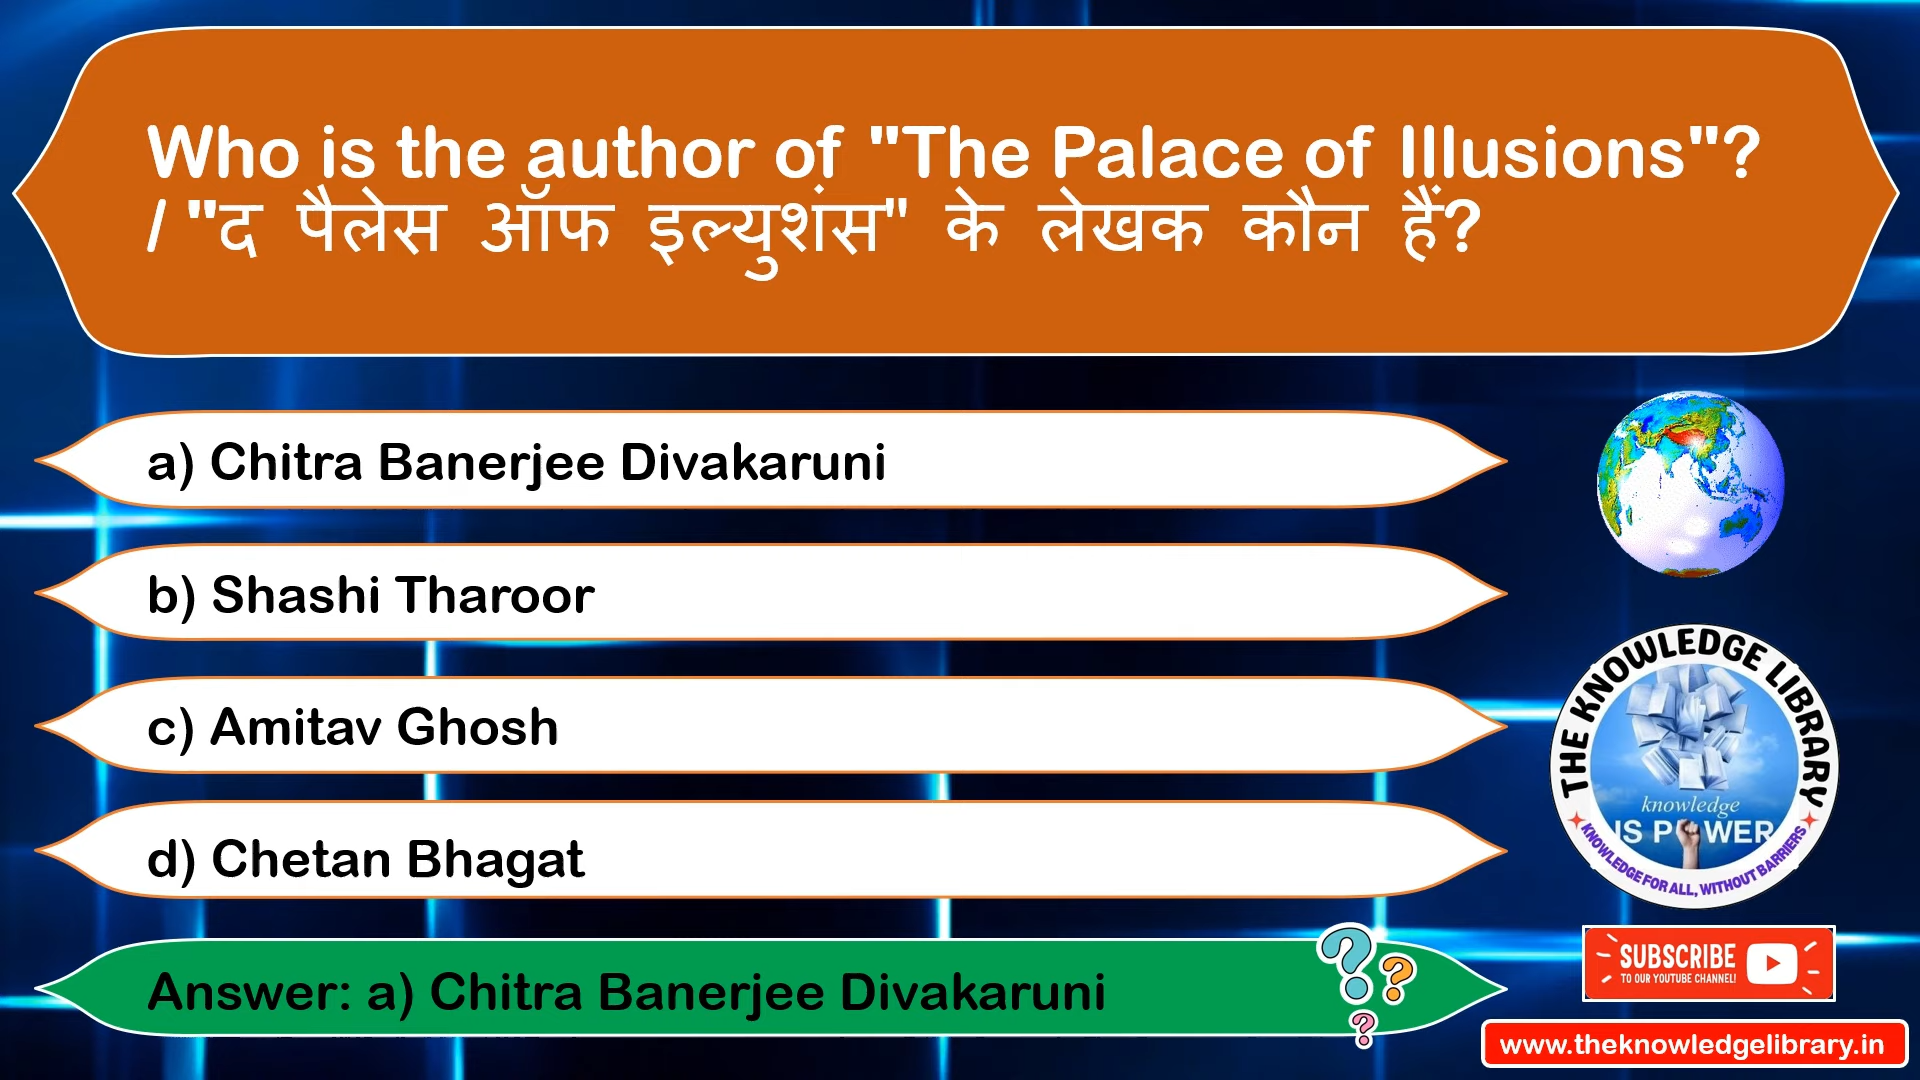 Who is the author of "The Palace of Illusions"?
/ "द पैलेस ऑफ इल्युशंस" के लेखक कौन हैं?
a) Chitra Banerjee Divakaruni
b) Shashi Tharoor
c) Amitav Ghosh
d) Chetan Bhagat
Answer: a) Chitra Banerjee Divakaruni
THE KNOWLEDGE LIBRARY
knowledge
IS POWER
KNOWLEDGE FOR ALL, WITHOUT BARRIERS
SUBSCRIBE
TO OUR YOUTUBE CHANNEL!
www.theknowledgelibrary.in